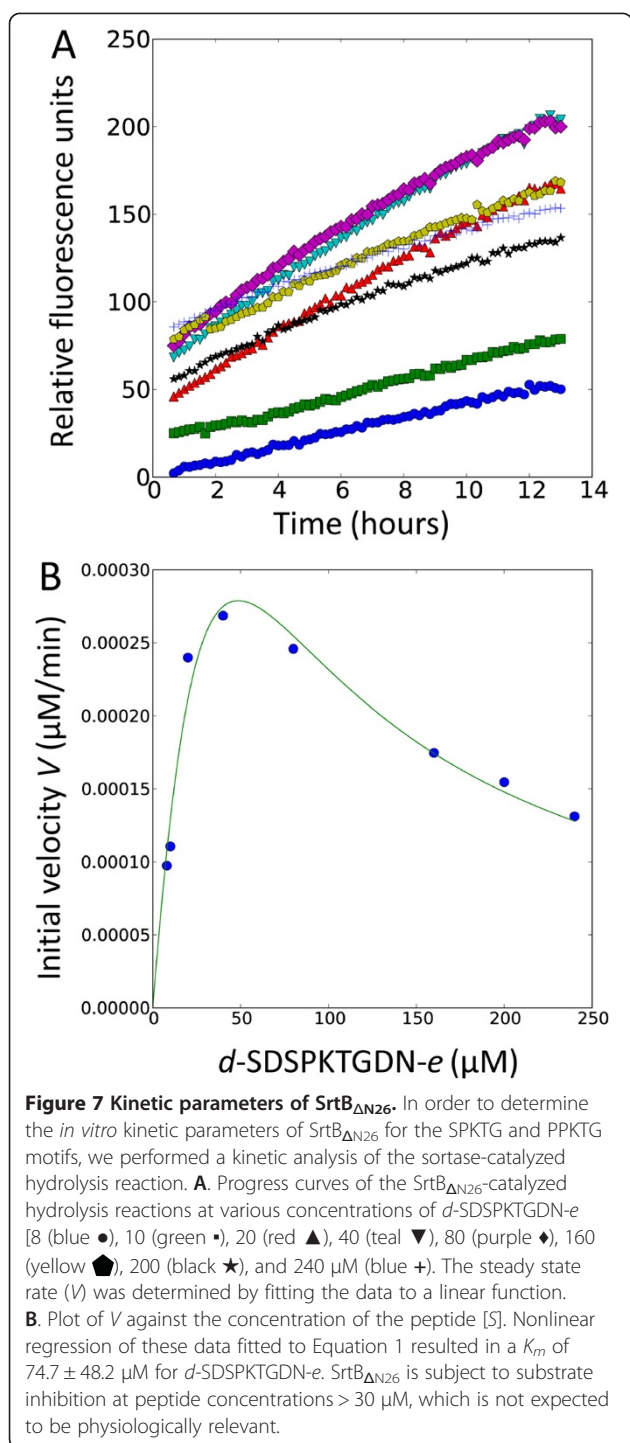 A
250
200
150
100
50
0
Relative fluorescence units
0 2 4 6 8 10 12 14
Time (hours)
B
0.00030
0.00025
0.00020
0.00015
0.00010
0.00005
0.00000
Initial velocity V (µM/min)
0 50 100 150 200 250
d-SDSPKTGDN-e (µM)
Figure 7 Kinetic parameters of SrtBΔN26. In order to determine
the in vitro kinetic parameters of SrtBΔN26 for the SPKTG and PPKTG
motifs, we performed a kinetic analysis of the sortase-catalyzed
hydrolysis reaction. A. Progress curves of the SrtBΔN26-catalyzed
hydrolysis reactions at various concentrations of d-SDSPKTGDN-e
[8 (blue ●), 10 (green ▪), 20 (red ▲), 40 (teal ▼), 80 (purple ♦), 160
(yellow ⬟), 200 (black ★), and 240 µM (blue +). The steady state
rate (V) was determined by fitting the data to a linear function.
B. Plot of V against the concentration of the peptide [S]. Nonlinear
regression of these data fitted to Equation 1 resulted in a Km of
74.7 ± 48.2 µM for d-SDSPKTGDN-e. SrtBΔN26 is subject to substrate
inhibition at peptide concentrations > 30 µM, which is not expected
to be physiologically relevant.